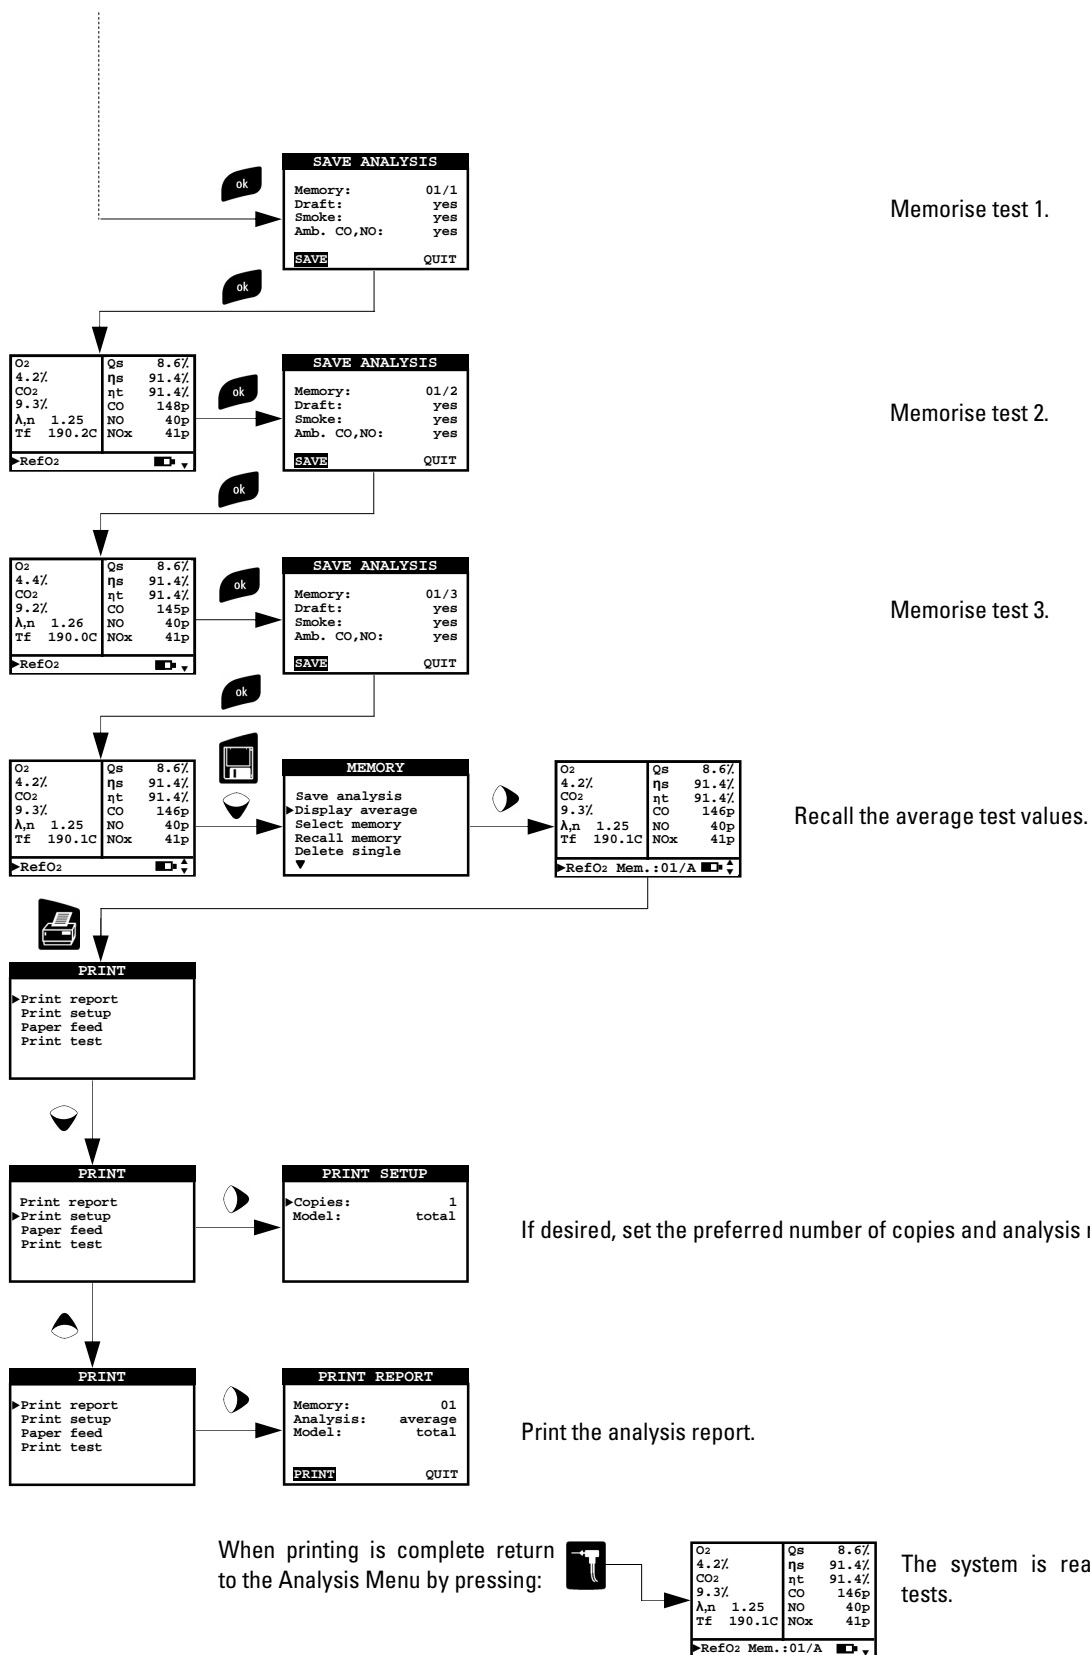 ok
SAVE ANALYSIS
Memory: 01/1
Draft: yes
Smoke: yes
Amb. CO,NO: yes
SAVE QUIT
Memorise test 1.
ok
O2 Qs 8.6%
4.2% ηs 91.4%
CO2 ηt 91.4%
9.3% CO 148p
λ,n 1.25 NO 40p
Tf 190.2C NOx 41p
►RefO2
ok
SAVE ANALYSIS
Memory: 01/2
Draft: yes
Smoke: yes
Amb. CO,NO: yes
SAVE QUIT
Memorise test 2.
ok
O2 Qs 8.6%
4.4% ηs 91.4%
CO2 ηt 91.4%
9.2% CO 145p
λ,n 1.26 NO 40p
Tf 190.0C NOx 41p
►RefO2
ok
SAVE ANALYSIS
Memory: 01/3
Draft: yes
Smoke: yes
Amb. CO,NO: yes
SAVE QUIT
Memorise test 3.
ok
O2 Qs 8.6%
4.2% ηs 91.4%
CO2 ηt 91.4%
9.3% CO 146p
λ,n 1.25 NO 40p
Tf 190.1C NOx 41p
►RefO2
MEMORY
Save analysis
►Display average
Select memory
Recall memory
Delete single
▼
O2 Qs 8.6%
4.2% ηs 91.4%
CO2 ηt 91.4%
9.3% CO 146p
λ,n 1.25 NO 40p
Tf 190.1C NOx 41p
►RefO2 Mem.:01/A
Recall the average test values.
PRINT
►Print report
Print setup
Paper feed
Print test
PRINT
Print report
►Print setup
Paper feed
Print test
PRINT SETUP
►Copies: 1
Model: total
If desired, set the preferred number of copies and analysis
PRINT
►Print report
Print setup
Paper feed
Print test
PRINT REPORT
Memory: 01
Analysis: average
Model: total
PRINT QUIT
Print the analysis report.
When printing is complete return
to the Analysis Menu by pressing:
O2 Qs 8.6%
4.2% ηs 91.4%
CO2 ηt 91.4%
9.3% CO 146p
λ,n 1.25 NO 40p
Tf 190.1C NOx 41p
►RefO2 Mem.:01/A
The system is rea
tests.